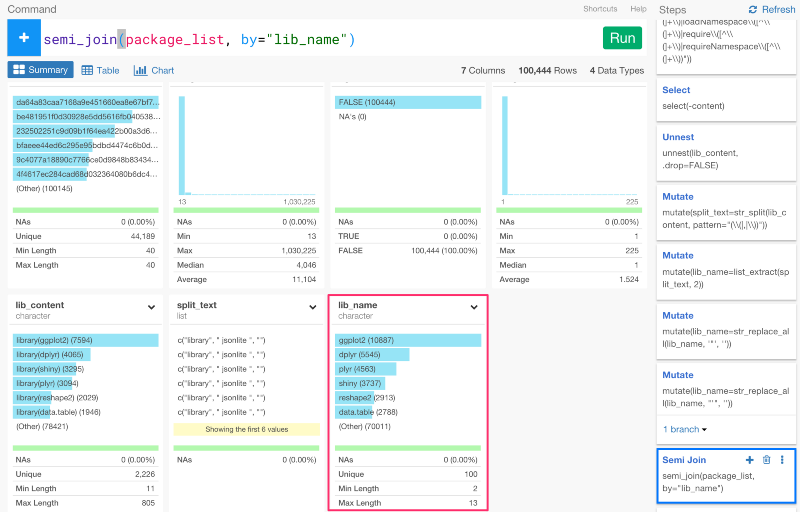 Command
Shortcuts
Help
+
semi_join(package_list, by="lib_name")
Run
Summary
Table
Chart
7 Columns
100,444 Rows
4 Data Types
da64a83caa7168a9e451660ea8e67bf7...
be481951f0d30928e5dd5616fb040538...
232502251c9d09b1f64ea422b00a3d6...
bfaeee44ed6c295e95bdbd4474c6b0d...
9c4077a18890c7766ce0d9848b83434...
4f4617ec284cad68d032364080b6dc4...
(Other) (100145)
NAs 0 (0.00%)
Unique 44,189
Min Length 40
Max Length 40
13 1,030,225
NAs 0 (0.00%)
Min 13
Max 1,030,225
Median 4,046
Average 11,104
FALSE (100444)
NA's (0)
NAs 0 (0.00%)
TRUE 0 (0.00%)
FALSE 100,444 (100.00%)
1 225
NAs 0 (0.00%)
Min 1
Max 225
Median 1
Average 1.524
lib_content
character
library(ggplot2) (7594)
library(dplyr) (4065)
library(shiny) (3295)
library(plyr) (3094)
library(reshape2) (2029)
library(data.table) (1946)
(Other) (78421)
NAs 0 (0.00%)
Unique 2,226
Min Length 11
Max Length 805
split_text
list
c("library", " jsonlite ", "")
c("library", " jsonlite ", "")
c("library", " jsonlite ", "")
c("library", " jsonlite ", "")
c("library", " jsonlite ", "")
c("library", " jsonlite ", "")
Showing the first 6 values
NAs 0 (0.00%)
lib_name
character
ggplot2 (10887)
dplyr (5545)
plyr (4563)
shiny (3737)
reshape2 (2913)
data.table (2788)
(Other) (70011)
NAs 0 (0.00%)
Unique 100
Min Length 2
Max Length 13
Steps
Refresh
(]+\\|loadNamespace\\([^\\
(]+\\|require\\([^\\
(]+\\|requireNamespace\\([^\\
(]+\\)"))
Select
select(-content)
Unnest
unnest(lib_content,
.drop=FALSE)
Mutate
mutate(split_text=str_split(lib_c
ontent, pattern="(\\(|,|\\))"))
Mutate
mutate(lib_name=list_extract(sp
lit_text, 2))
Mutate
mutate(lib_name=str_replace_al
l(lib_name, '"', ''))
Mutate
mutate(lib_name=str_replace_al
l(lib_name, "'", ''))
1 branch
Semi Join
semi_join(package_list,
by="lib_name")